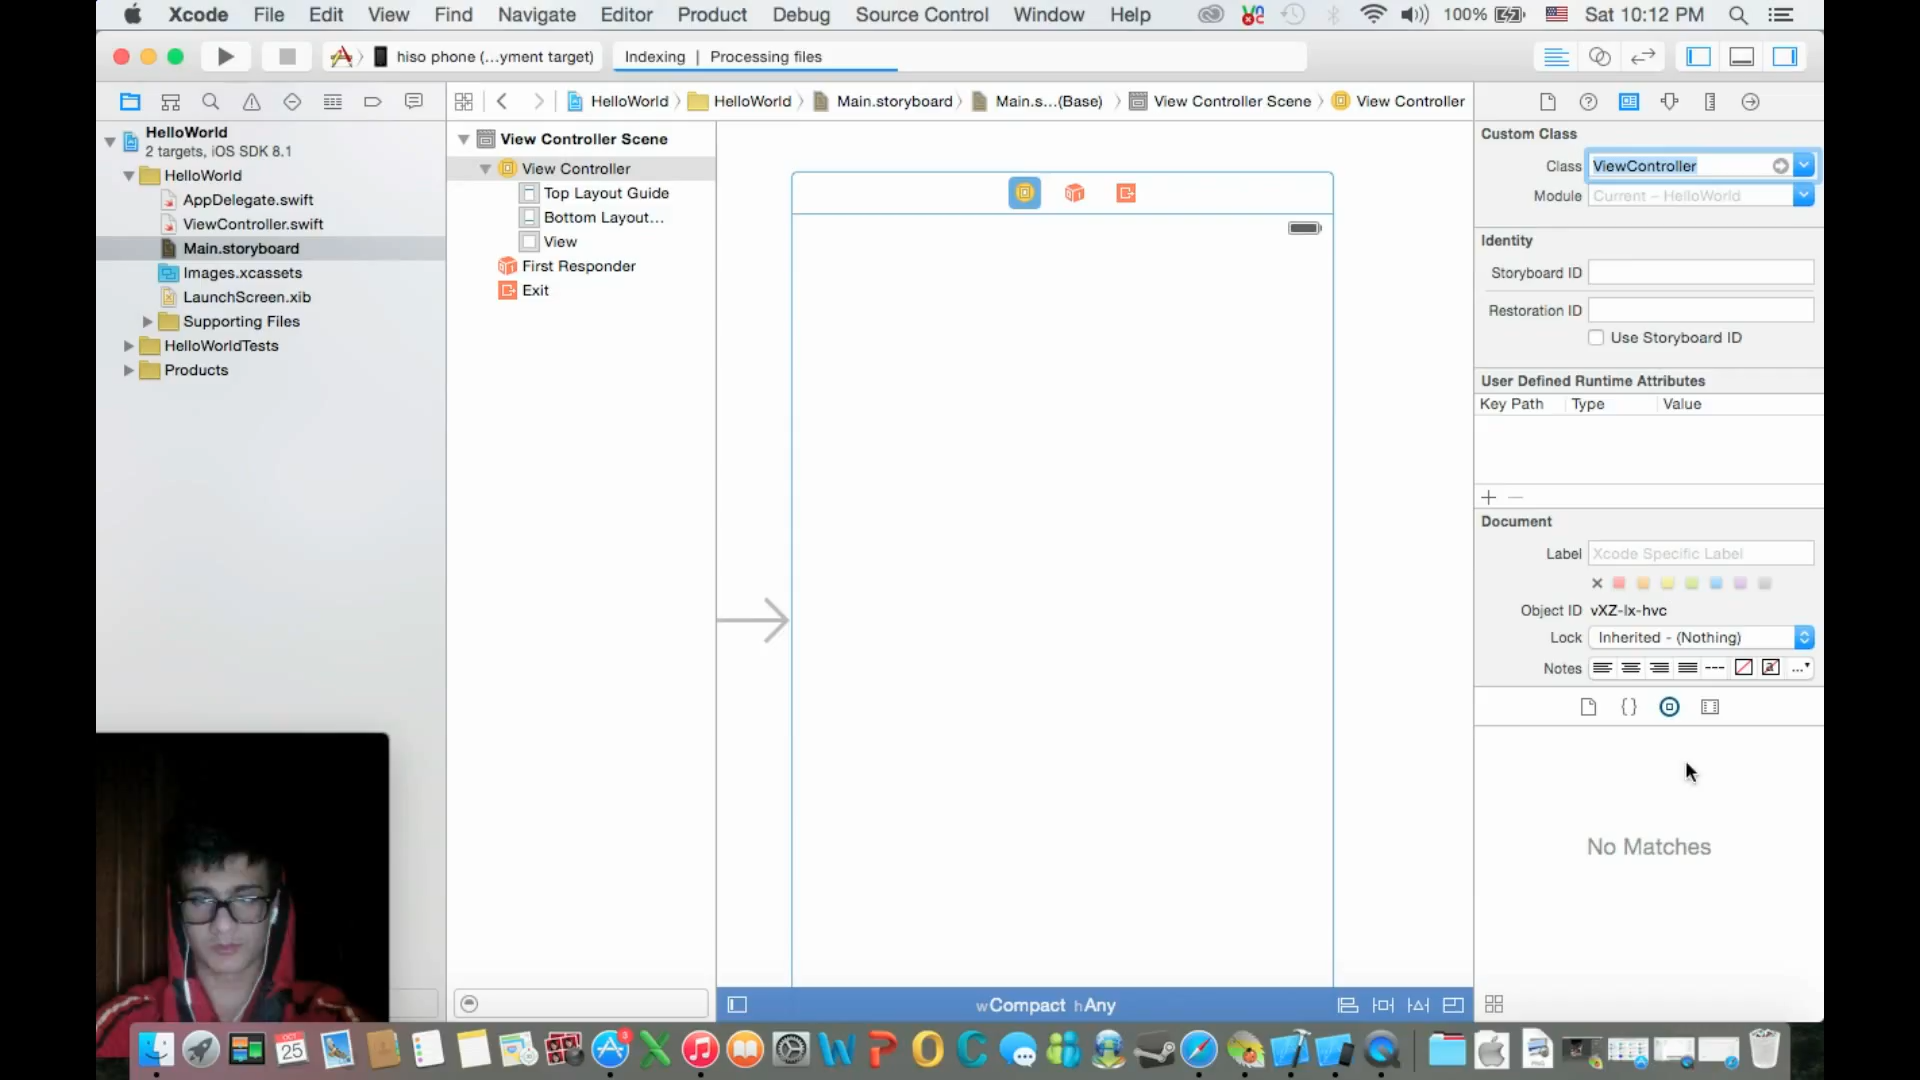 Xcode File Edit View Find Navigate Editor Product Debug Source Control Window Help 100% Sat 10:12 PM
hiso phone (...yment target) Indexing | Processing files
HelloWorld HelloWorld Main.storyboard Main.s...(Base) View Controller Scene View Controller
HelloWorld
2 targets, iOS SDK 8.1
HelloWorld
AppDelegate.swift
ViewController.swift
Main.storyboard
Images.xcassets
LaunchScreen.xib
Supporting Files
HelloWorldTests
Products
View Controller Scene
View Controller
Top Layout Guide
Bottom Layout...
View
First Responder
Exit
wCompact hAny
Custom Class
Class ViewController
Module Current – HelloWorld
Identity
Storyboard ID
Restoration ID
Use Storyboard ID
User Defined Runtime Attributes
Key Path Type Value
Document
Label Xcode Specific Label
Object ID vXZ-lx-hvc
Lock Inherited - (Nothing)
Notes
No Matches
OCT
25
3